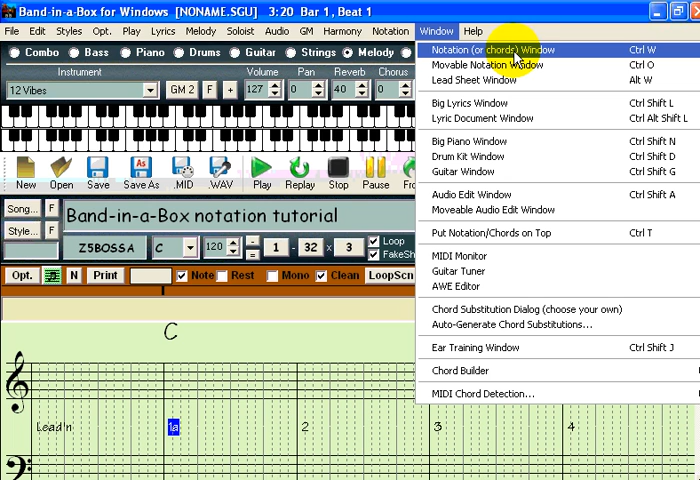 Band-in-a-Box for Windows [NONAME.SGU] 3:20 Bar 1, Beat 1
File Edit Styles Opt. Play Lyrics Melody Soloist Audio GM Harmony Notation Window Help
Combo Bass Piano Drums Guitar Strings Melody
Instrument Volume Pan Reverb Chorus
12 Vibes GM 2 F + 127 0 40 0
New Open Save Save As .MID .WAV Play Replay Stop Pause
Song... F Band-in-a-Box notation tutorial
Style... F Z5BOSSA C 120 - = 1 - 32 x 3 Loop
Opt. N Print Note Rest Mono Clean LoopScn
C
Lead'n 1a 2 3 4
Notation (or chords) Window Ctrl W
Movable Notation Window Ctrl O
Lead Sheet Window Alt W
Big Lyrics Window Ctrl Shift L
Lyric Document Window Ctrl Alt Shift L
Big Piano Window Ctrl Shift N
Drum Kit Window Ctrl Shift D
Guitar Window Ctrl Shift G
Audio Edit Window Ctrl Shift A
Moveable Audio Edit Window
Put Notation/Chords on Top Ctrl T
MIDI Monitor
Guitar Tuner
AWE Editor
Chord Substitution Dialog (choose your own)
Auto-Generate Chord Substitutions...
Ear Training Window Ctrl Shift J
Chord Builder
MIDI Chord Detection...